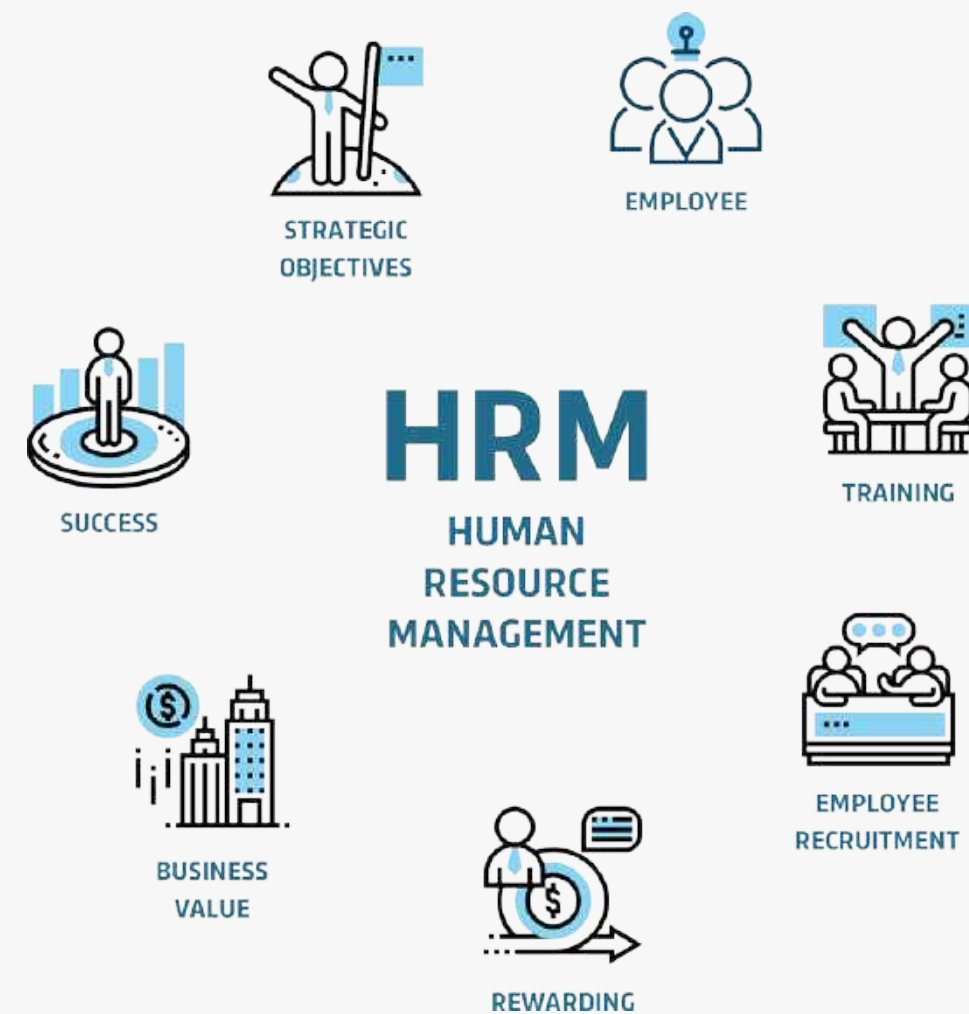 EMPLOYEE
STRATEGIC
OBJECTIVES
TRAINING
SUCCESS
HRM
HUMAN
RESOURCE
MANAGEMENT
EMPLOYEE
RECRUITMENT
BUSINESS
VALUE
REWARDING